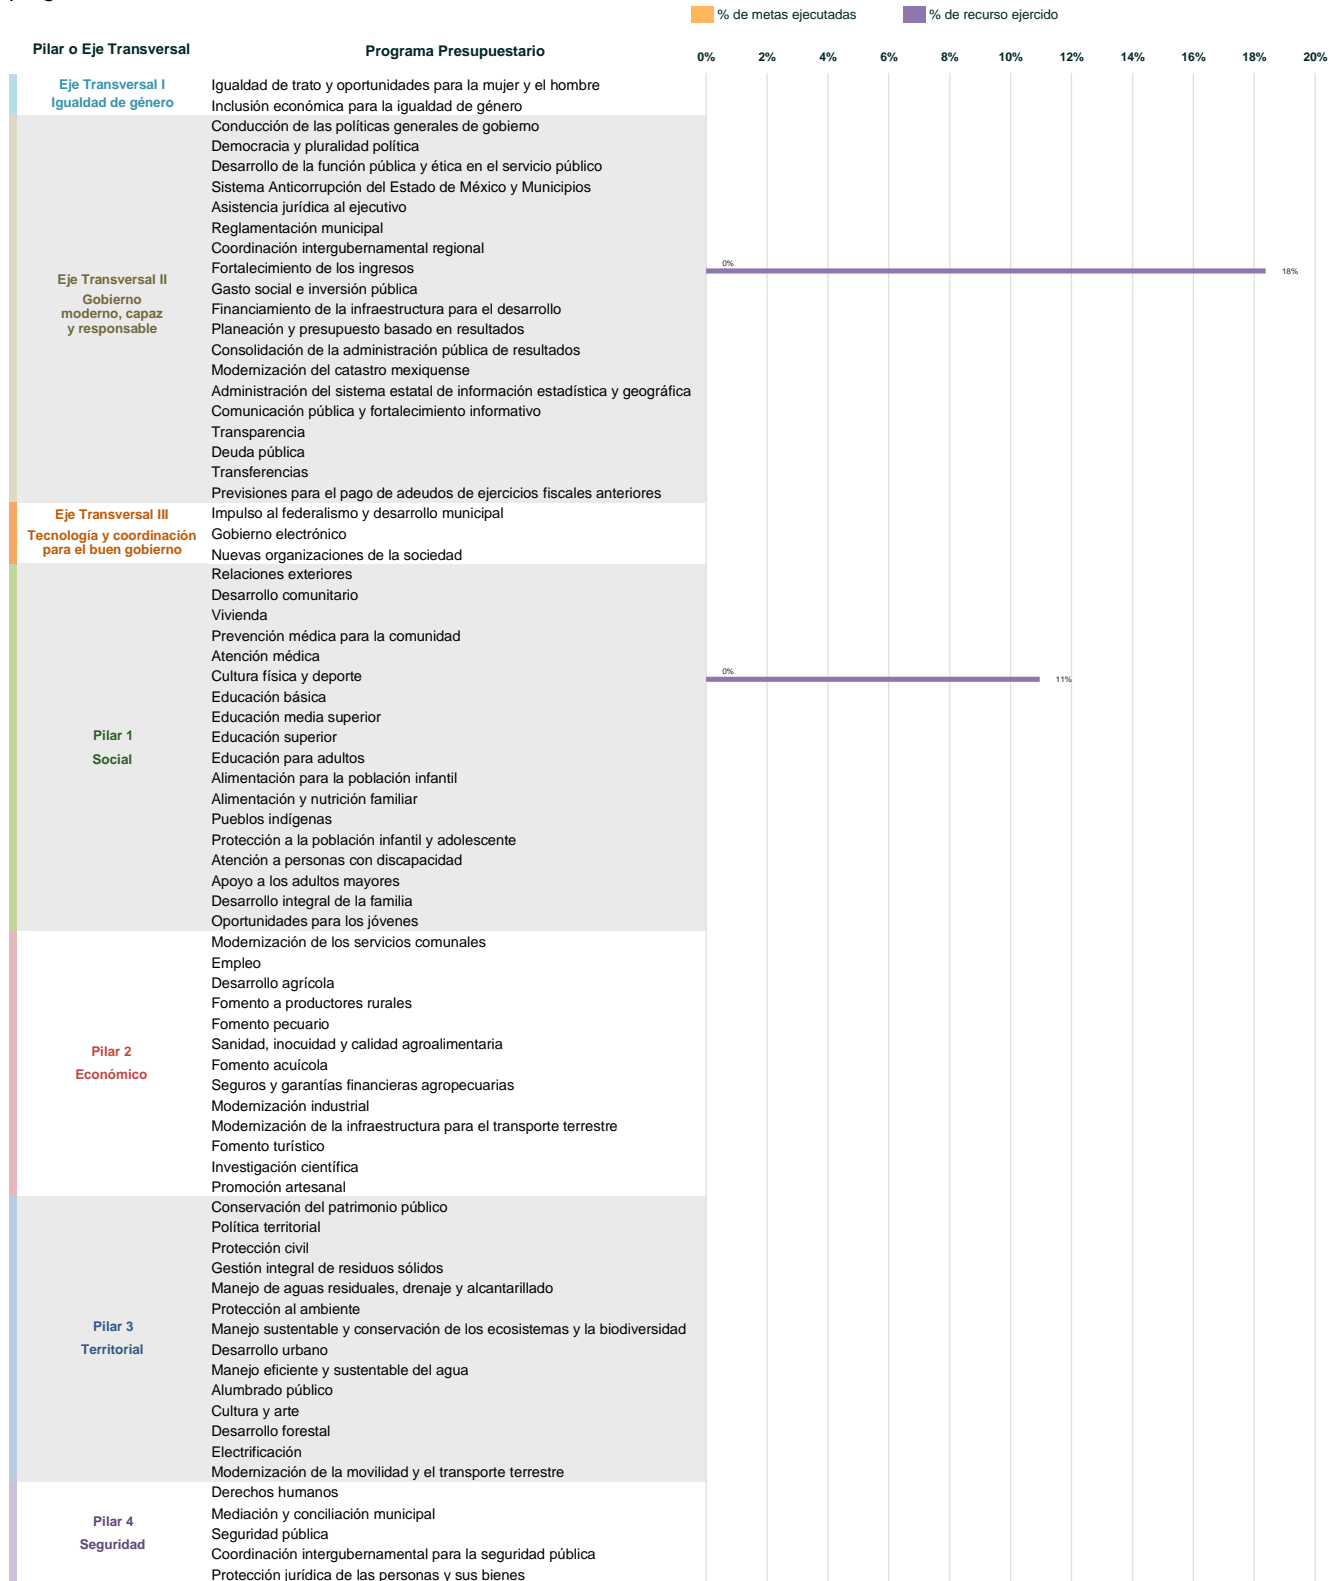 % de metas ejecutadas
% de recurso ejercido
Pilar o Eje Transversal
Programa Presupuestario
0% 2% 4% 6% 8% 10% 12% 14% 16% 18% 20%
Eje Transversal I
Igualdad de género
Igualdad de trato y oportunidades para la mujer y el hombre
Inclusión económica para la igualdad de género
Eje Transversal II
Gobierno
moderno, capaz
y responsable
Conducción de las políticas generales de gobierno
Democracia y pluralidad política
Desarrollo de la función pública y ética en el servicio público
Sistema Anticorrupción del Estado de México y Municipios
Asistencia jurídica al ejecutivo
Reglamentación municipal
Coordinación intergubernamental regional
Fortalecimiento de los ingresos
0%
18%
Gasto social e inversión pública
Financiamiento de la infraestructura para el desarrollo
Planeación y presupuesto basado en resultados
Consolidación de la administración pública de resultados
Modernización del catastro mexiquense
Administración del sistema estatal de información estadística y geográfica
Comunicación pública y fortalecimiento informativo
Transparencia
Deuda pública
Transferencias
Previsiones para el pago de adeudos de ejercicios fiscales anteriores
Eje Transversal III
Tecnología y coordinación
para el buen gobierno
Impulso al federalismo y desarrollo municipal
Gobierno electrónico
Nuevas organizaciones de la sociedad
Pilar 1
Social
Relaciones exteriores
Desarrollo comunitario
Vivienda
Prevención médica para la comunidad
Atención médica
Cultura física y deporte
0%
11%
Educación básica
Educación media superior
Educación superior
Educación para adultos
Alimentación para la población infantil
Alimentación y nutrición familiar
Pueblos indígenas
Protección a la población infantil y adolescente
Atención a personas con discapacidad
Apoyo a los adultos mayores
Desarrollo integral de la familia
Oportunidades para los jóvenes
Pilar 2
Económico
Modernización de los servicios comunales
Empleo
Desarrollo agrícola
Fomento a productores rurales
Fomento pecuario
Sanidad, inocuidad y calidad agroalimentaria
Fomento acuícola
Seguros y garantías financieras agropecuarias
Modernización industrial
Modernización de la infraestructura para el transporte terrestre
Fomento turístico
Investigación científica
Promoción artesanal
Pilar 3
Territorial
Conservación del patrimonio público
Política territorial
Protección civil
Gestión integral de residuos sólidos
Manejo de aguas residuales, drenaje y alcantarillado
Protección al ambiente
Manejo sustentable y conservación de los ecosistemas y la biodiversidad
Desarrollo urbano
Manejo eficiente y sustentable del agua
Alumbrado público
Cultura y arte
Desarrollo forestal
Electrificación
Modernización de la movilidad y el transporte terrestre
Pilar 4
Seguridad
Derechos humanos
Mediación y conciliación municipal
Seguridad pública
Coordinación intergubernamental para la seguridad pública
Protección jurídica de las personas y sus bienes